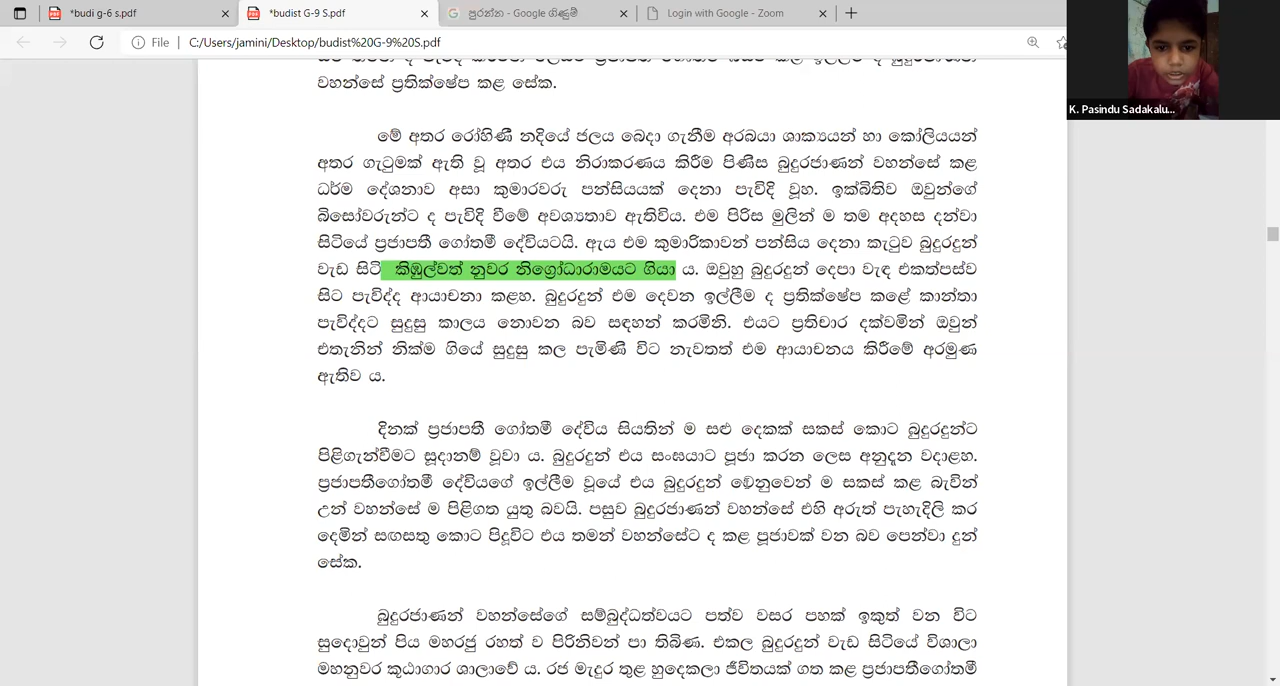 *budi g-6 s.pdf
*budist G-9 S.pdf
පුරන්න - Google ගිණුම්
Login with Google - Zoom
File
C:/Users/jamini/Desktop/budist%20G-9%20S.pdf
K. Pasindu Sadakalu...
වහන්සේ ප්‍රතික්ෂේප කළ සේක.
මේ අතර රෝහිණී නදියේ ජලය බෙදා ගැනීම අරබයා ශාක්‍යයන් හා කෝලියයන්
අතර ගැටුමක් ඇති වූ අතර එය නිරාකරණය කිරීම පිණිස බුදුරජාණන් වහන්සේ කළ
ධර්ම දේශනාව අසා කුමාරවරු පන්සියයක් දෙනා පැවිදි වූහ. ඉක්බිතිව ඔවුන්ගේ
බිසෝවරුන්ට ද පැවිදි වීමේ අවශ්‍යතාව ඇතිවිය. එම පිරිස මුලින් ම තම අදහස දන්වා
සිටියේ ප්‍රජාපතී ගෝතමී දේවියටයි. ඇය එම කුමාරිකාවන් පන්සිය දෙනා කැටුව බුදුරදුන්
වැඩ සිටි කිඹුල්වත් නුවර නිග්‍රෝධාරාමයට ගියා ය. ඔවුහු බුදුරදුන් දෙපා වැඳ එකත්පස්ව
සිට පැවිද්ද ආයාචනා කළහ. බුදුරදුන් එම දෙවන ඉල්ලීම ද ප්‍රතික්ෂේප කළේ කාන්තා
පැවිද්දට සුදුසු කාලය නොවන බව සඳහන් කරමිනි. එයට ප්‍රතිචාර දක්වමින් ඔවුන්
එතැනින් නික්ම ගියේ සුදුසු කල පැමිණි විට නැවතත් එම ආයාචනය කිරීමේ අරමුණ
ඇතිව ය.
දිනක් ප්‍රජාපතී ගෝතමී දේවිය සියතින් ම සළු දෙකක් සකස් කොට බුදුරදුන්ට
පිළිගැන්වීමට සූදානම් වූවා ය. බුදුරදුන් එය සංඝයාට පූජා කරන ලෙස අනුදැන වදාළහ.
ප්‍රජාපතීගෝතමී දේවියගේ ඉල්ලීම වූයේ එය බුදුරදුන් වෙනුවෙන් ම සකස් කළ බැවින්
උන් වහන්සේ ම පිළිගත යුතු බවයි. පසුව බුදුරජාණන් වහන්සේ එහි අරුත් පැහැදිලි කර
දෙමින් සඟසතු කොට පිදූවිට එය තමන් වහන්සේට ද කළ පූජාවක් වන බව පෙන්වා දුන්
සේක.
බුදුරජාණන් වහන්සේගේ සම්බුද්ධත්වයට පත්ව වසර පහක් ඉකුත් වන විට
සුදොවුන් පිය මහරජු රහත් ව පිරිනිවන් පා තිබිණ. එකල බුදුරදුන් වැඩ සිටියේ විශාලා
මහනුවර කූඨාගාර ශාලාවේ ය. රජ මැදුර තුළ හුදෙකලා ජීවිතයක් ගත කළ ප්‍රජාපතීගෝතමී